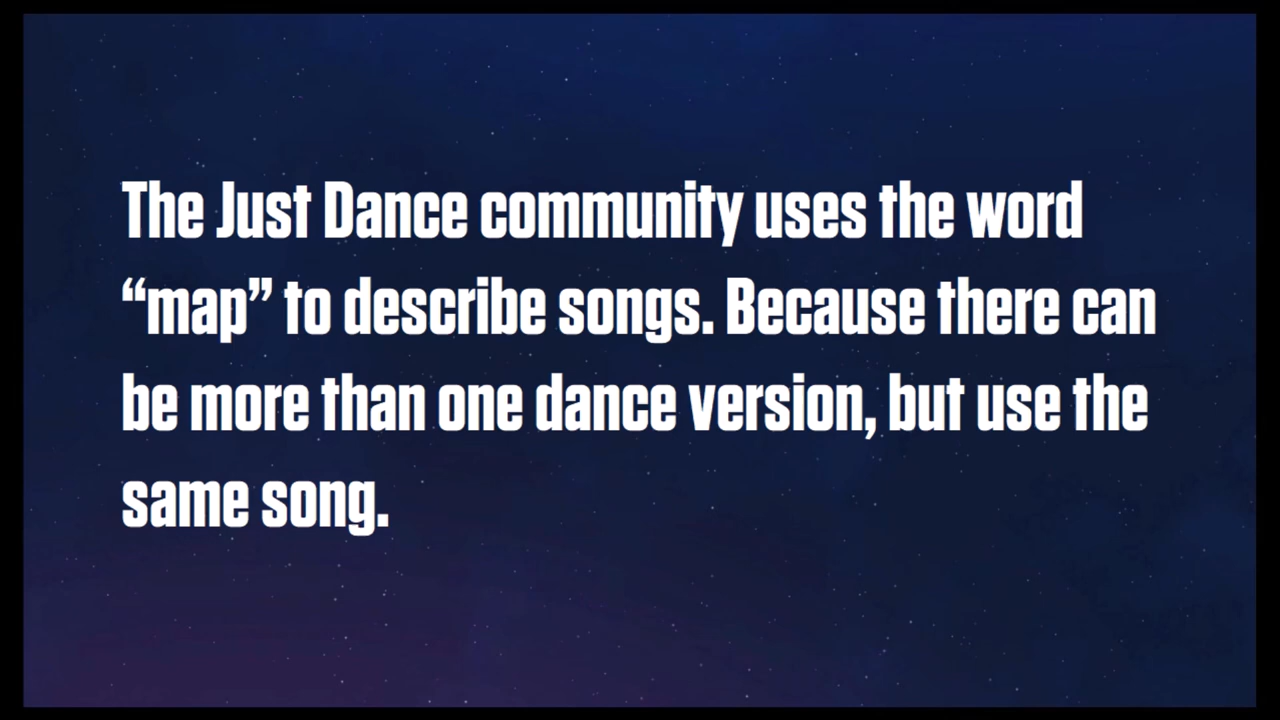 The Just Dance community uses the word
“map” to describe songs. Because there can
be more than one dance version, but use the
same song.